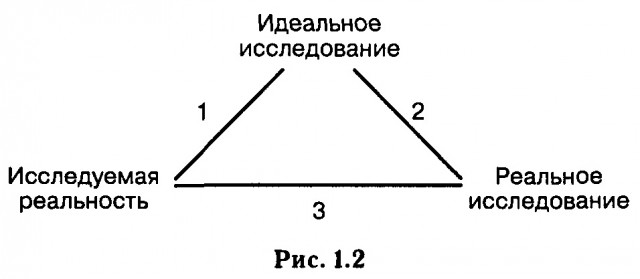 Идеальное
исследование
1
2
Исследуемая
реальность
Реальное
исследование
3
Рис. 1.2